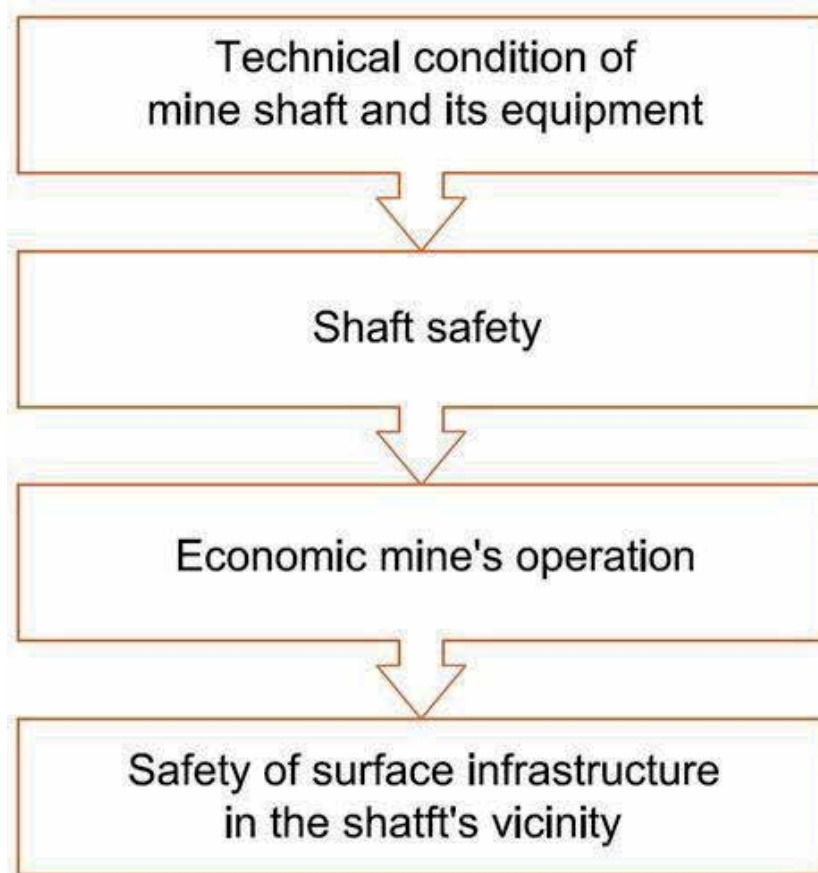 Technical condition of
mine shaft and its equipment
Shaft safety
Economic mine's operation
Safety of surface infrastructure
in the shatft's vicinity